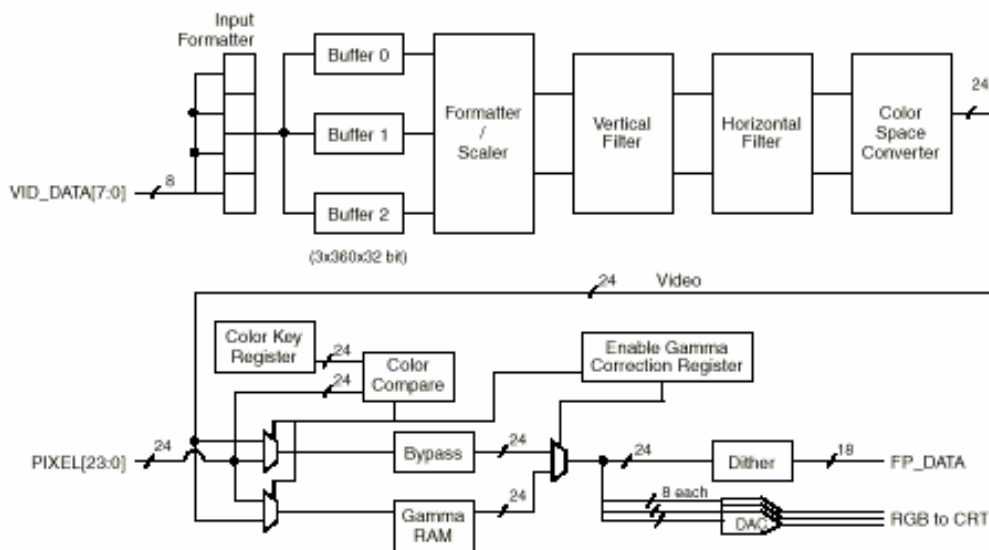 Input
Formatter
Buffer 0
Buffer 1
Buffer 2
(3x360x32 bit)
VID_DATA[7:0]
8
Formatter
/
Scaler
Vertical
Filter
Horizontal
Filter
Color
Space
Converter
24
24
Video
Color Key
Register
24
24
Color
Compare
Enable Gamma
Correction Register
PIXEL[23:0]
24
Bypass
24
24
Dither
18
FP_DATA
Gamma
RAM
24
8 each
DAC
RGB to CRT